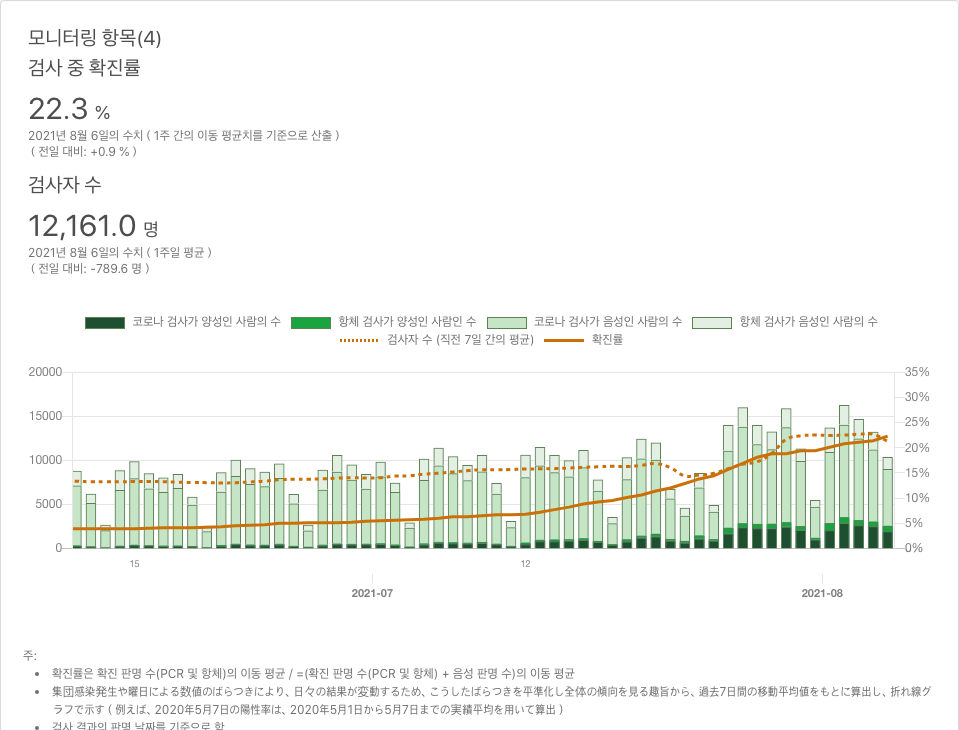 모니터링 항목(4)
검사 중 확진률
22.3 %
2021년 8월 6일의 수치 ( 1주 간의 이동 평균치를 기준으로 산출 )
( 전일 대비: +0.9 % )
검사자 수
12,161.0 명
2021년 8월 6일의 수치 ( 1주일 평균 )
( 전일 대비: -789.6 명 )
코로나 검사가 양성인 사람의 수 항체 검사가 양성인 사람인 수 코로나 검사가 음성인 사람의 수 항체 검사가 음성인 사람의 수
검사자 수 (직전 7일 간의 평균) 확진률
20000 35%
30%
15000 25%
20%
10000 15%
5000 10%
5%
0 0%
15 12
2021-07 2021-08
주:
• 확진률은 확진 판명 수(PCR 및 항체)의 이동 평균 / =(확진 판명 수(PCR 및 항체) + 음성 판명 수)의 이동 평균
• 集団感染発生や曜日による数値のばらつきにより、日々の結果が変動するため、こうしたばらつきを平準化し全体の傾向を見る趣旨から、過去7日間の移動平均値をもとに算出し、折れ線グ
ラフで示す ( 例えば、2020年5月7日の陽性率は、2020年5月1日から5月7日までの実績平均を用いて算出 )
• 검사 결과의 판명 날짜를 기준으로 함